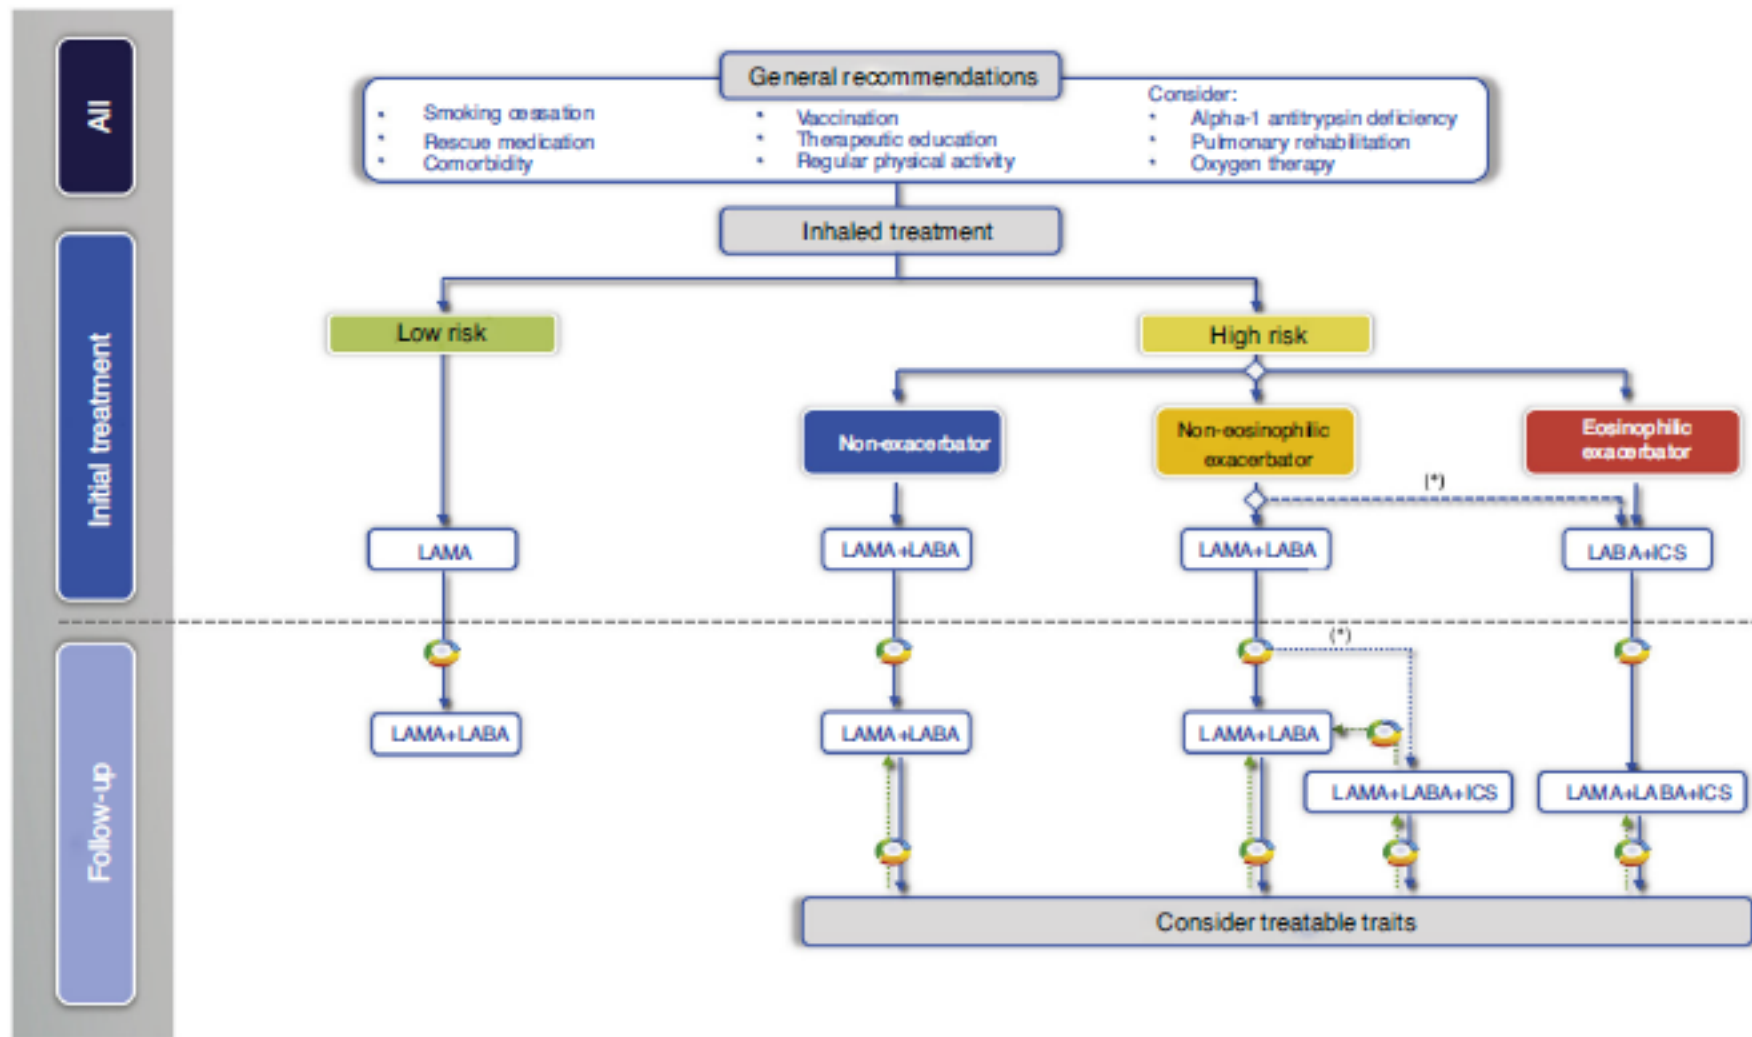 All
General recommendations
• Smoking cessation
• Rescue medication
• Comorbidity
• Vaccination
• Therapeutic education
• Regular physical activity
Consider:
• Alpha-1 antitrypsin deficiency
• Pulmonary rehabilitation
• Oxygen therapy
Initial treatment
Inhaled treatment
Low risk
High risk
Non-exacerbator
Non-eosinophilic
exacerbator
Eosinophilic
exacerbator
(*)
LAMA
LAMA+LABA
LAMA+LABA
LABA+ICS
Follow-up
(*)
LAMA+LABA
LAMA+LABA
LAMA+LABA
LAMA+LABA+ICS
LAMA+LABA+ICS
Consider treatable traits